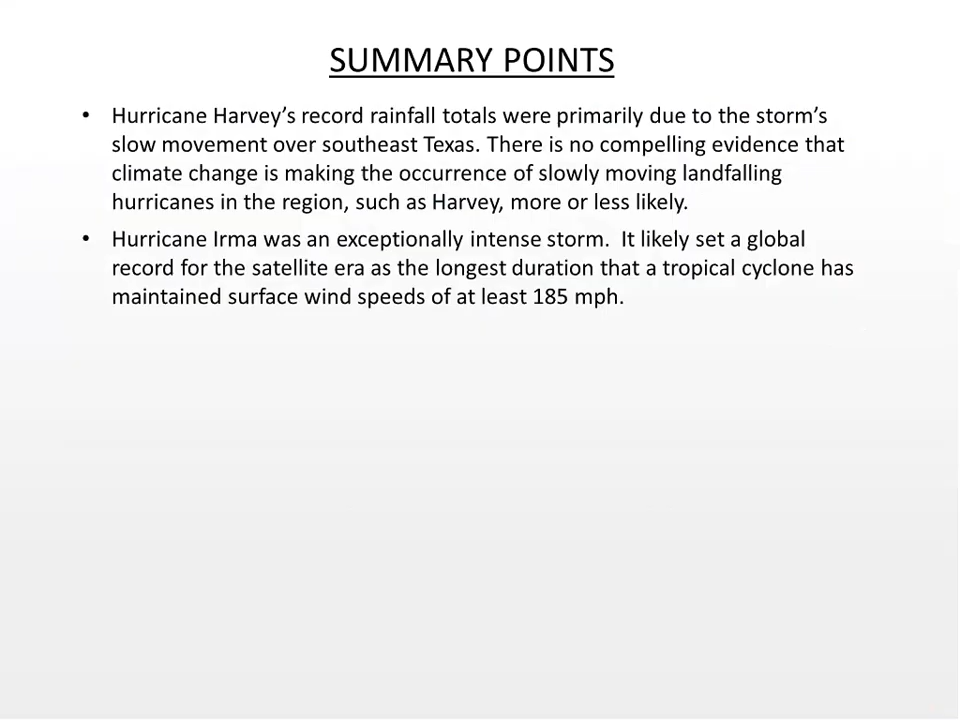 SUMMARY POINTS
• Hurricane Harvey’s record rainfall totals were primarily due to the storm’s
slow movement over southeast Texas. There is no compelling evidence that
climate change is making the occurrence of slowly moving landfalling
hurricanes in the region, such as Harvey, more or less likely.
• Hurricane Irma was an exceptionally intense storm.  It likely set a global
record for the satellite era as the longest duration that a tropical cyclone has
maintained surface wind speeds of at least 185 mph.